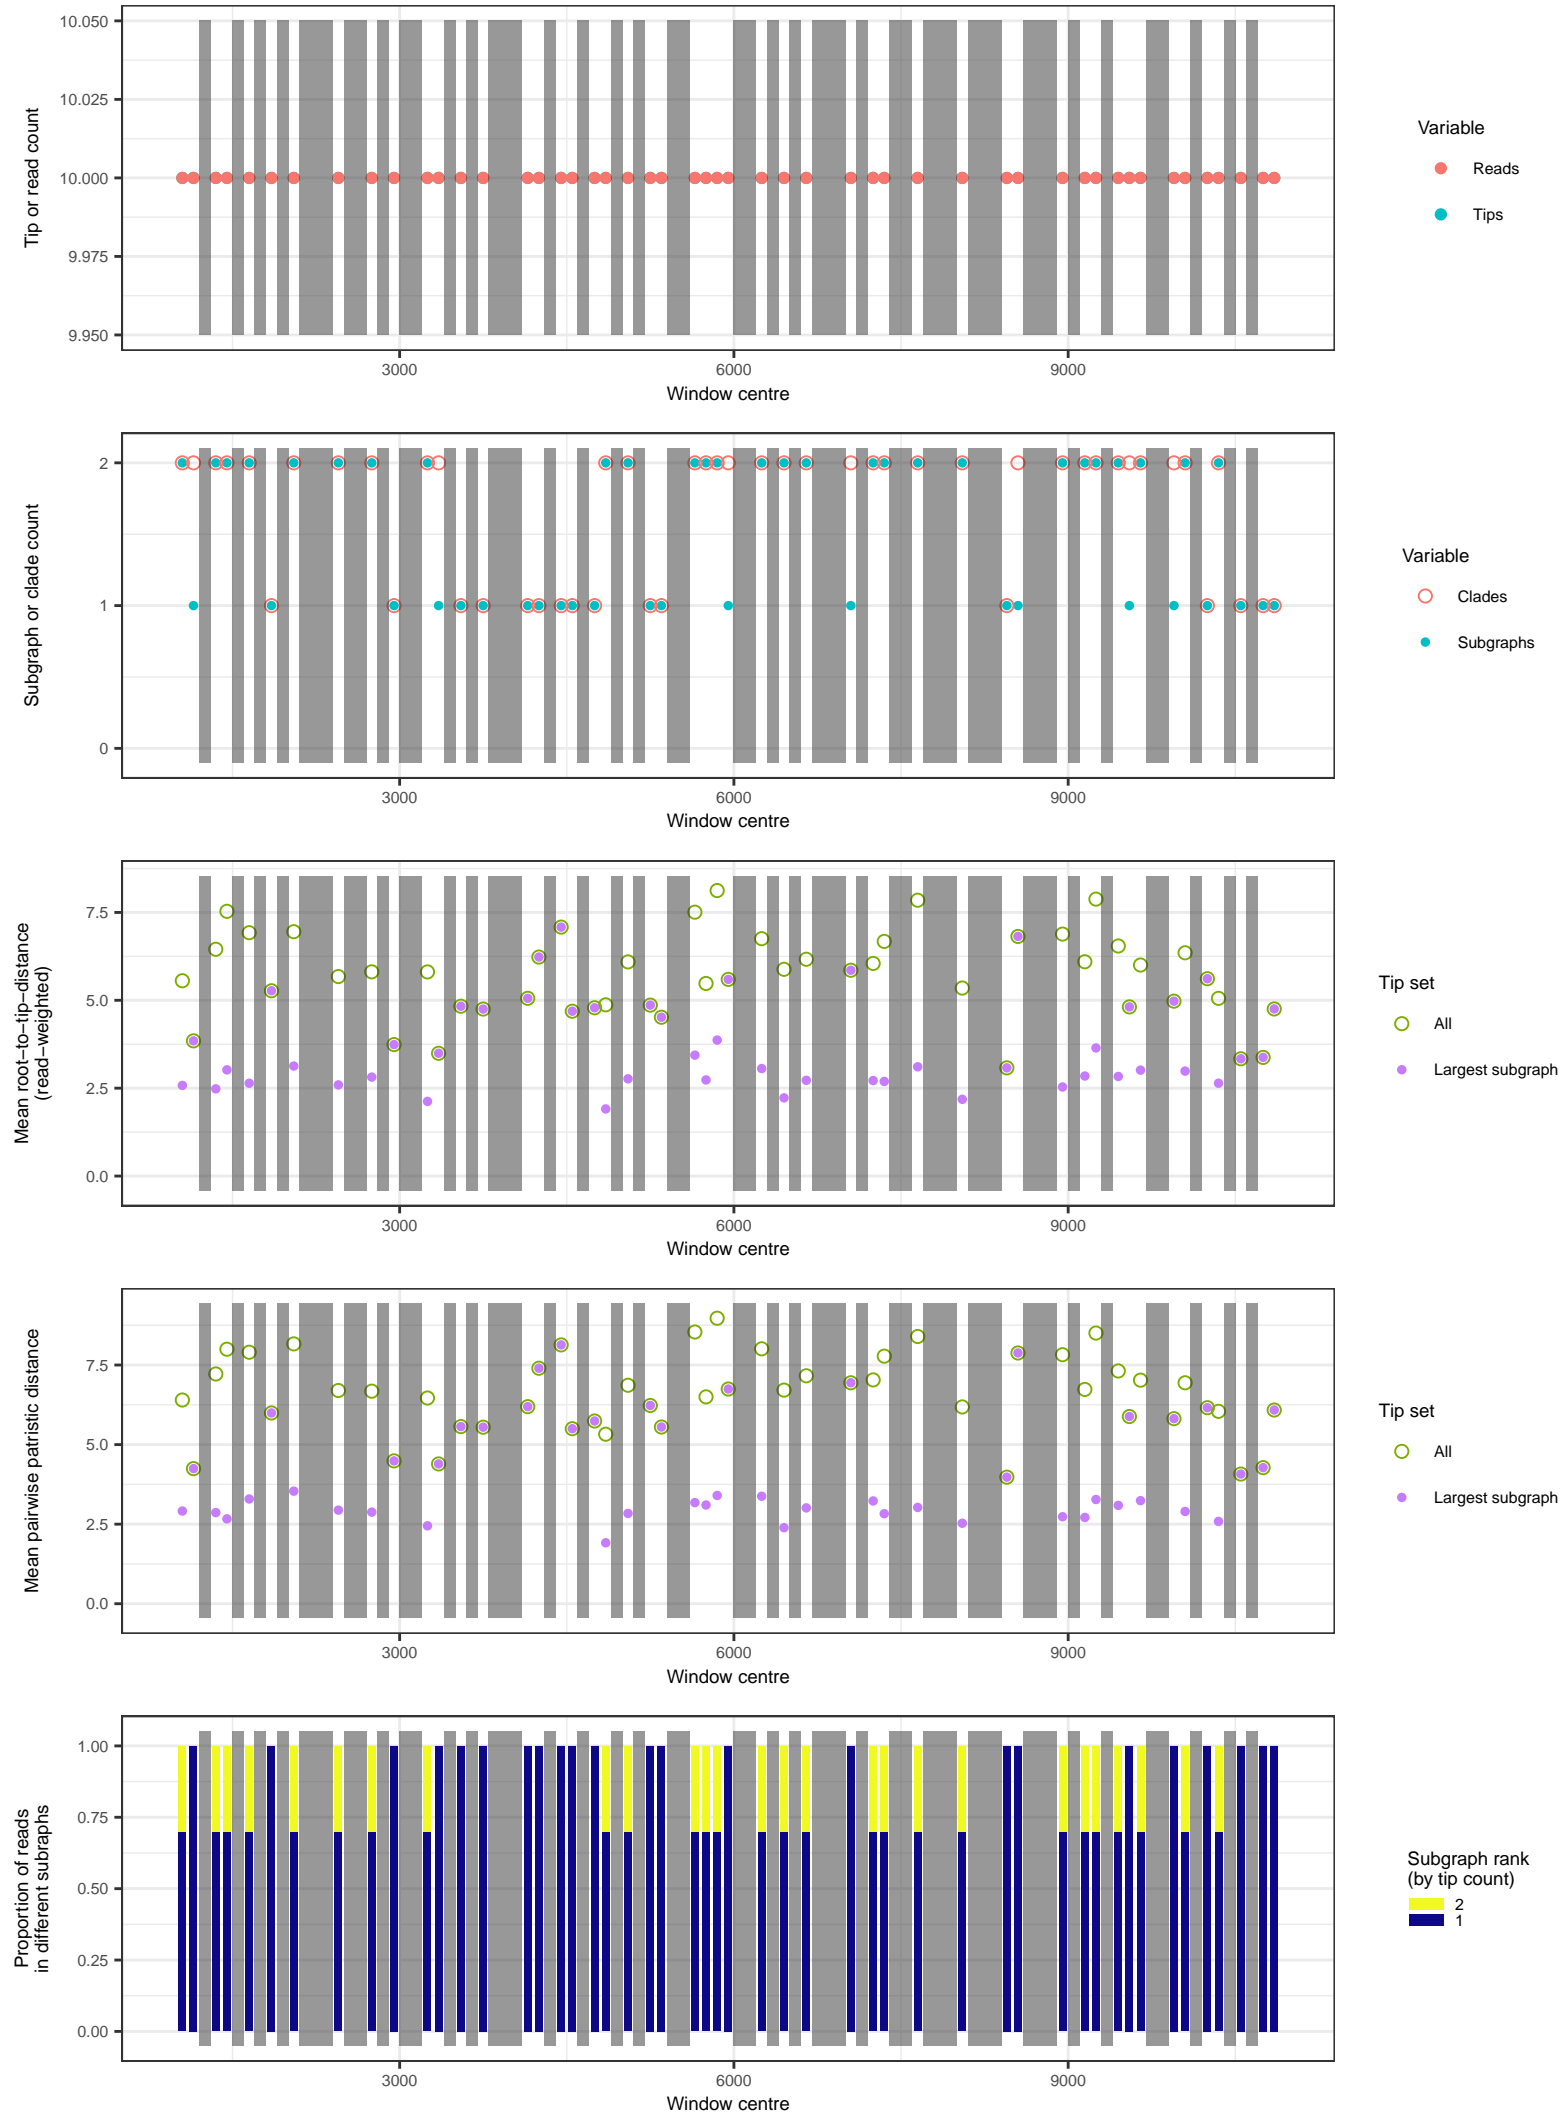 10.050
10.025
10.000
9.975
9.950
Tip or read count
3000
6000
9000
Window centre
Variable
Reads
Tips
2
1
0
Subgraph or clade count
3000
6000
9000
Window centre
Variable
Clades
Subgraphs
7.5
5.0
2.5
0.0
Mean root−to−tip−distance
(read−weighted)
3000
6000
9000
Window centre
Tip set
All
Largest subgraph
7.5
5.0
2.5
0.0
Mean pairwise patristic distance
3000
6000
9000
Window centre
Tip set
All
Largest subgraph
1.00
0.75
0.50
0.25
0.00
Proportion of reads
in different subraphs
3000
6000
9000
Window centre
Subgraph rank
(by tip count)
2
1